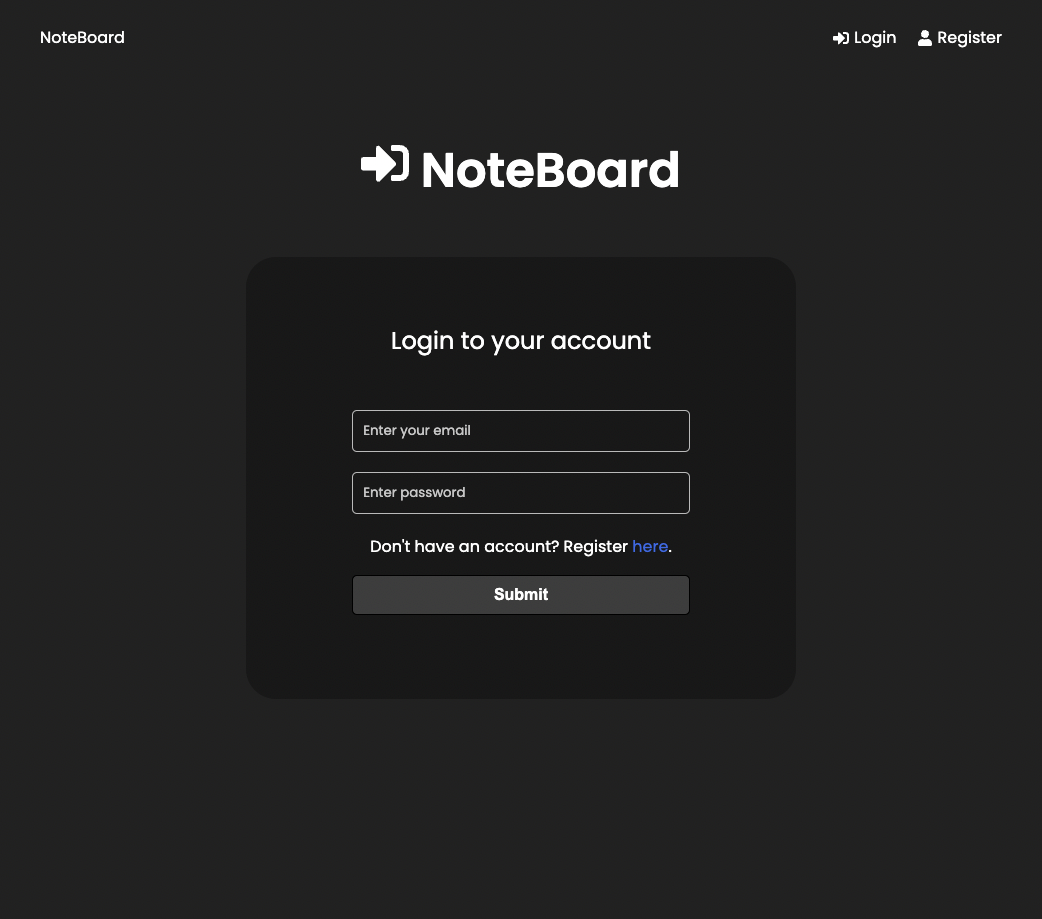 NoteBoard
Login
Register
NoteBoard
Login to your account
Enter your email
Enter password
Don't have an account? Register here.
Submit